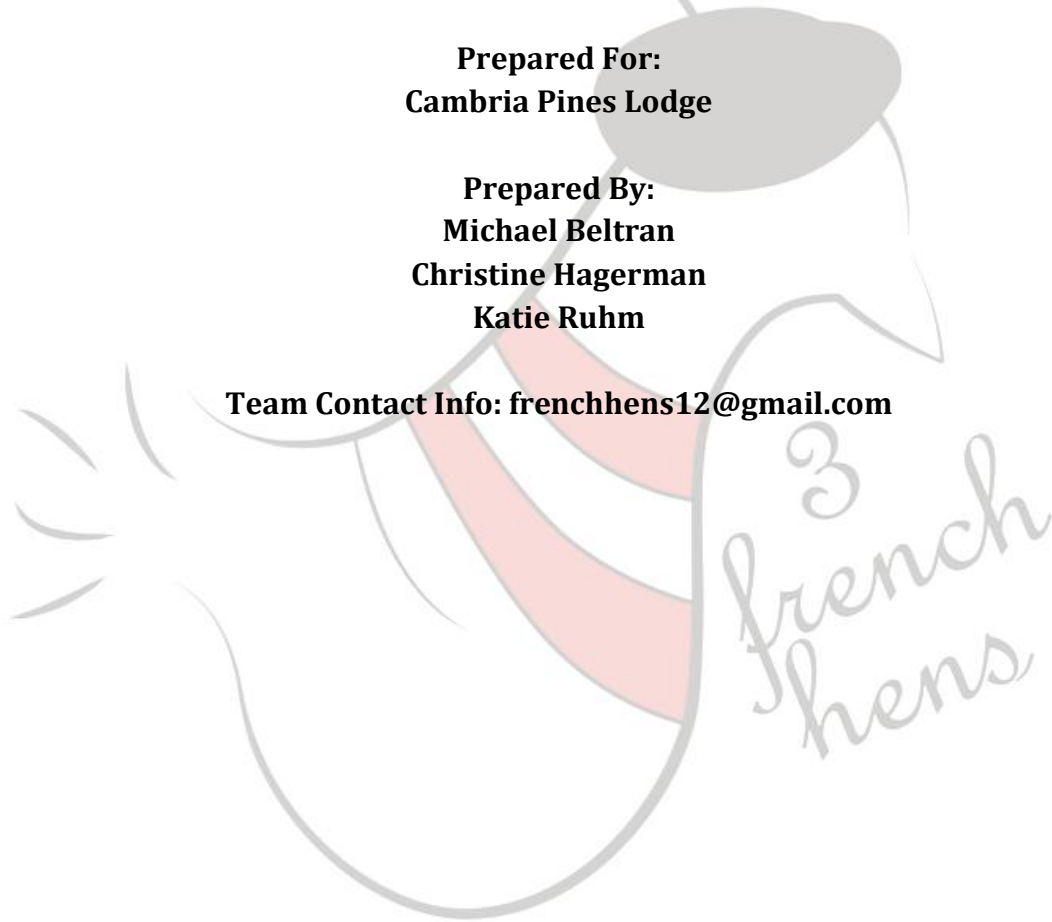 Prepared For:
Cambria Pines Lodge
Prepared By:
Michael Beltran
Christine Hagerman
Katie Ruhm
Team Contact Info: frenchhens12@gmail.com
3
french
hens